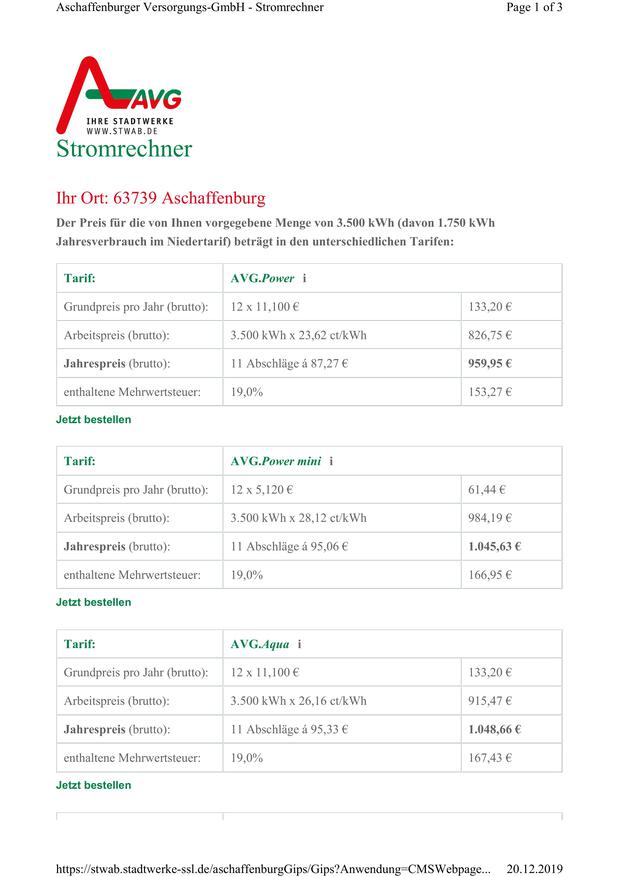 Aschaffenburger Versorgungs-GmbH - Stromrechner Page 1 of 3
AVG
IHRE STADTWERKE
WWW.STWAB.DE
Stromrechner
Ihr Ort: 63739 Aschaffenburg
Der Preis für die von Ihnen vorgegebene Menge von 3.500 kWh (davon 1.750 kWh
Jahresverbrauch im Niedertarif) beträgt in den unterschiedlichen Tarifen:
Tarif: AVG.Power i
Grundpreis pro Jahr (brutto): 12 x 11,100 € 133,20 €
Arbeitspreis (brutto): 3.500 kWh x 23,62 ct/kWh 826,75 €
Jahrespreis (brutto): 11 Abschläge á 87,27 € 959,95 €
enthaltene Mehrwertsteuer: 19,0% 153,27 €
Jetzt bestellen
Tarif: AVG.Power mini i
Grundpreis pro Jahr (brutto): 12 x 5,120 € 61,44 €
Arbeitspreis (brutto): 3.500 kWh x 28,12 ct/kWh 984,19 €
Jahrespreis (brutto): 11 Abschläge á 95,06 € 1.045,63 €
enthaltene Mehrwertsteuer: 19,0% 166,95 €
Jetzt bestellen
Tarif: AVG.Aqua i
Grundpreis pro Jahr (brutto): 12 x 11,100 € 133,20 €
Arbeitspreis (brutto): 3.500 kWh x 26,16 ct/kWh 915,47 €
Jahrespreis (brutto): 11 Abschläge á 95,33 € 1.048,66 €
enthaltene Mehrwertsteuer: 19,0% 167,43 €
Jetzt bestellen
https://stwab.stadtwerke-ssl.de/aschaffenburgGips/Gips?Anwendung=CMSWebpage... 20.12.2019